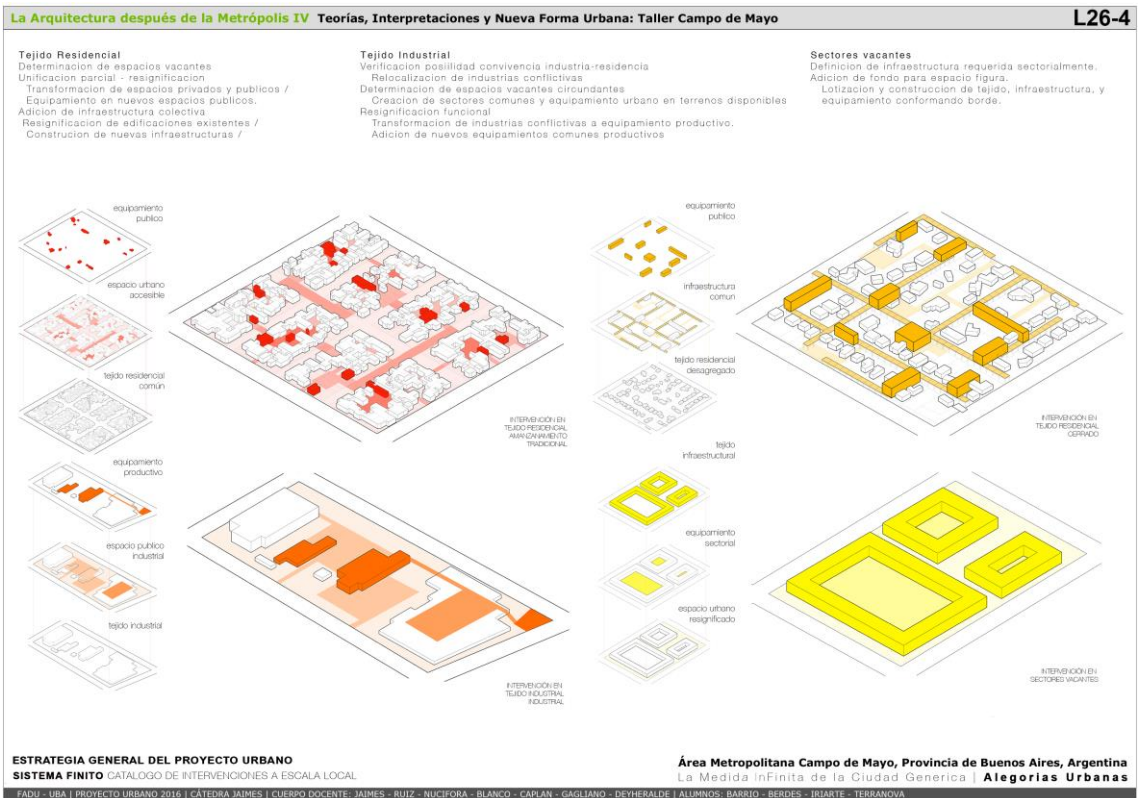 La Arquitectura después de la Metrópolis IV Teorías, Interpretaciones y Nueva Forma Urbana: Taller Campo de Mayo
L26-4
Tejido Residencial
Determinacion de espacios vacantes
Unificacion parcial - resignificacion
Transformacion de espacios privados y publicos /
Equipamiento en nuevos espacios publicos.
Adicion de infraestructura colectiva
Resignificacion de edificaciones existentes /
Construcion de nuevas infraestructuras /
Tejido Industrial
Verificacion posiilidad convivencia industria-residencia
Relocalizacion de industrias conflictivas
Determinacion de espacios vacantes circundantes
Creacion de sectores comunes y equipamiento urbano en terrenos disponibles
Resignificacion funcional
Transformacion de industrias conflictivas a equipamiento productivo.
Adicion de nuevos equipamientos comunes productivos
Sectores vacantes
Definicion de infraestructura requerida sectorialmente.
Adicion de fondo para espacio figura.
Lotizacion y construccion de tejido, infraestructura, y
equipamiento conformando borde.
equipamiento
publico
espacio urbano
accesible
tejido residencial
común
INTERVENCIÓN EN
TEJIDO RESIDENCIAL
AMANZANAMIENTO
TRADICIONAL
equipamiento
publico
infraestructura
comun
tejido residencial
desagregado
INTERVENCIÓN EN
TEJIDO RESIDENCIAL
CERRADO
equipamiento
productivo
espacio publico
industrial
tejido industrial
INTERVENCIÓN EN
TEJIDO INDUSTRIAL
INDUSTRIAL
tejido
infraestructural
equipamiento
sectorial
espacio urbano
resignificado
INTERVENCIÓN EN
SECTORES VACANTES
ESTRATEGIA GENERAL DEL PROYECTO URBANO
SISTEMA FINITO CATALOGO DE INTERVENCIONES A ESCALA LOCAL
Área Metropolitana Campo de Mayo, Provincia de Buenos Aires, Argentina
La Medida InFinita de la Ciudad Generica | Alegorias Urbanas
FADU - UBA | PROYECTO URBANO 2016 | CÁTEDRA JAIMES | CUERPO DOCENTE: JAIMES - RUIZ - NUCIFORA - BLANCO - CAPLAN - GAGLIANO - DEYHERALDE | ALUMNOS: BARRIO - BERDES - IRIARTE - TERRANOVA